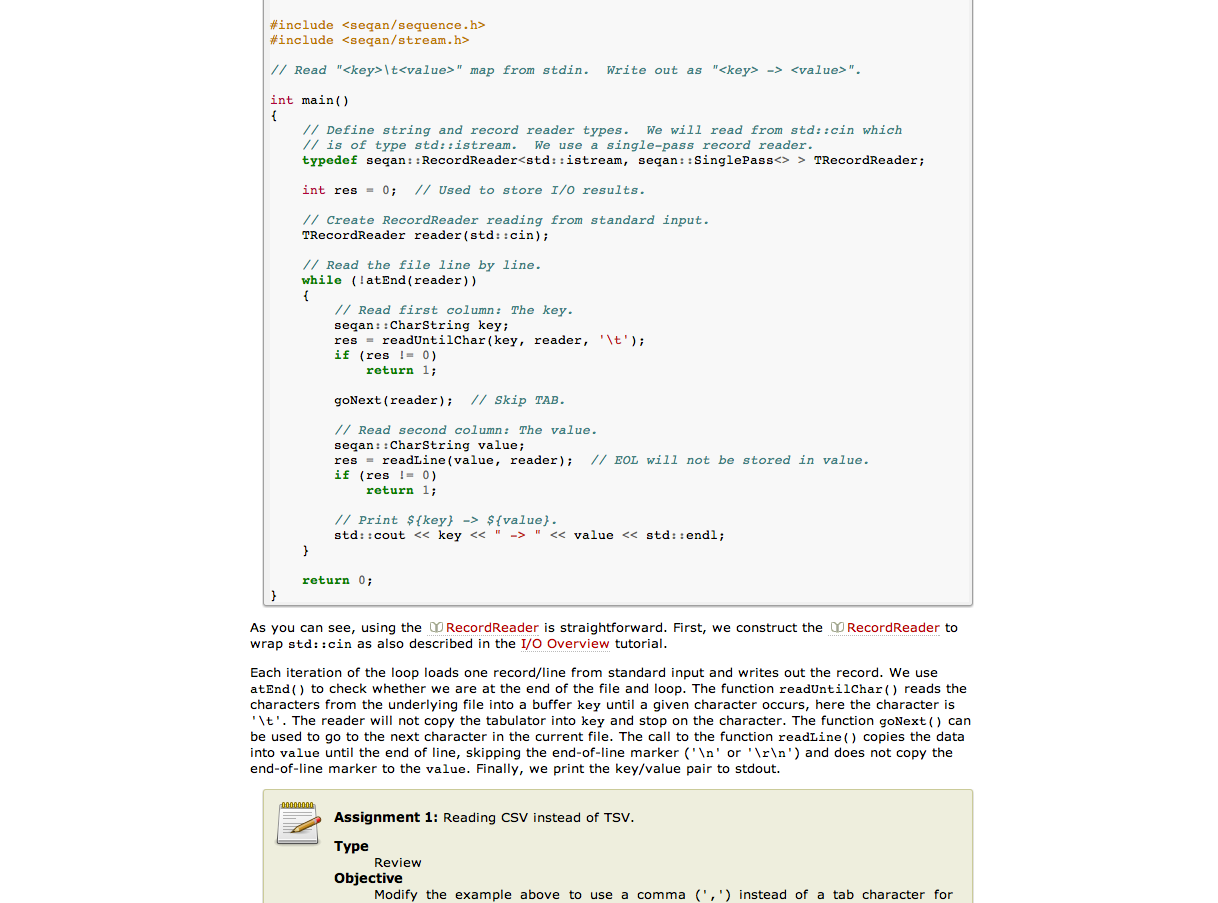 #include <seqan/sequence.h>
#include <seqan/stream.h>
// Read "<key>\t<value>" map from stdin.  Write out as "<key> -> <value>".
int main()
{
    // Define string and record reader types.  We will read from std::cin which
    // is of type std::istream.  We use a single-pass record reader.
    typedef seqan::RecordReader<std::istream, seqan::SinglePass<> > TRecordReader;
    int res = 0;  // Used to store I/O results.
    // Create RecordReader reading from standard input.
    TRecordReader reader(std::cin);
    // Read the file line by line.
    while (!atEnd(reader))
    {
        // Read first column: The key.
        seqan::CharString key;
        res = readUntilChar(key, reader, '\t');
        if (res != 0)
            return 1;
        goNext(reader);  // Skip TAB.
        // Read second column: The value.
        seqan::CharString value;
        res = readLine(value, reader);  // EOL will not be stored in value.
        if (res != 0)
            return 1;
        // Print ${key} -> ${value}.
        std::cout << key << " -> " << value << std::endl;
    }
    return 0;
}
As you can see, using the RecordReader is straightforward. First, we construct the RecordReader to
wrap std::cin as also described in the I/O Overview tutorial.
Each iteration of the loop loads one record/line from standard input and writes out the record. We use
atEnd() to check whether we are at the end of the file and loop. The function readUntilChar() reads the
characters from the underlying file into a buffer key until a given character occurs, here the character is
'\t'. The reader will not copy the tabulator into key and stop on the character. The function goNext() can
be used to go to the next character in the current file. The call to the function readLine() copies the data
into value until the end of line, skipping the end-of-line marker ('\n' or '\r\n') and does not copy the
end-of-line marker to the value. Finally, we print the key/value pair to stdout.
Assignment 1: Reading CSV instead of TSV.
Type
Review
Objective
Modify the example above to use a comma (',') instead of a tab character for